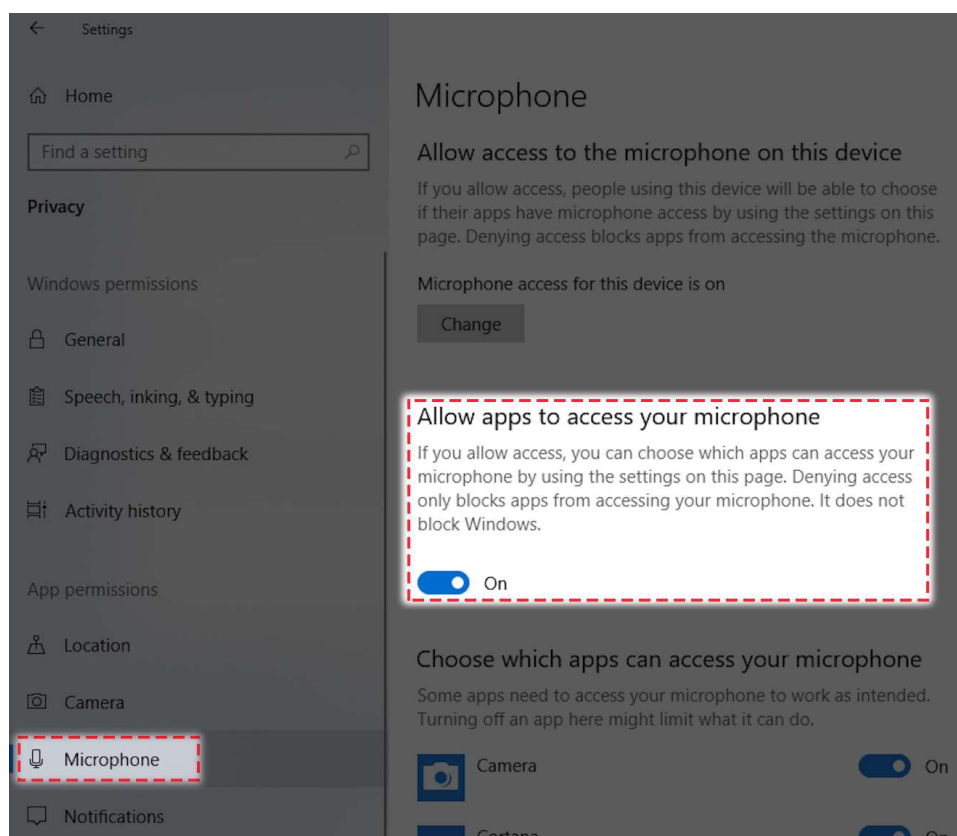 Settings
Home
Find a setting
Privacy
Windows permissions
General
Speech, inking, & typing
Diagnostics & feedback
Activity history
App permissions
Location
Camera
Microphone
Notifications
Microphone
Allow access to the microphone on this device
If you allow access, people using this device will be able to choose
if their apps have microphone access by using the settings on this
page. Denying access blocks apps from accessing the microphone.
Microphone access for this device is on
Change
Allow apps to access your microphone
If you allow access, you can choose which apps can access your
microphone by using the settings on this page. Denying access
only blocks apps from accessing your microphone. It does not
block Windows.
On
Choose which apps can access your microphone
Some apps need to access your microphone to work as intended.
Turning off an app here might limit what it can do.
Camera
On
Cortana
On